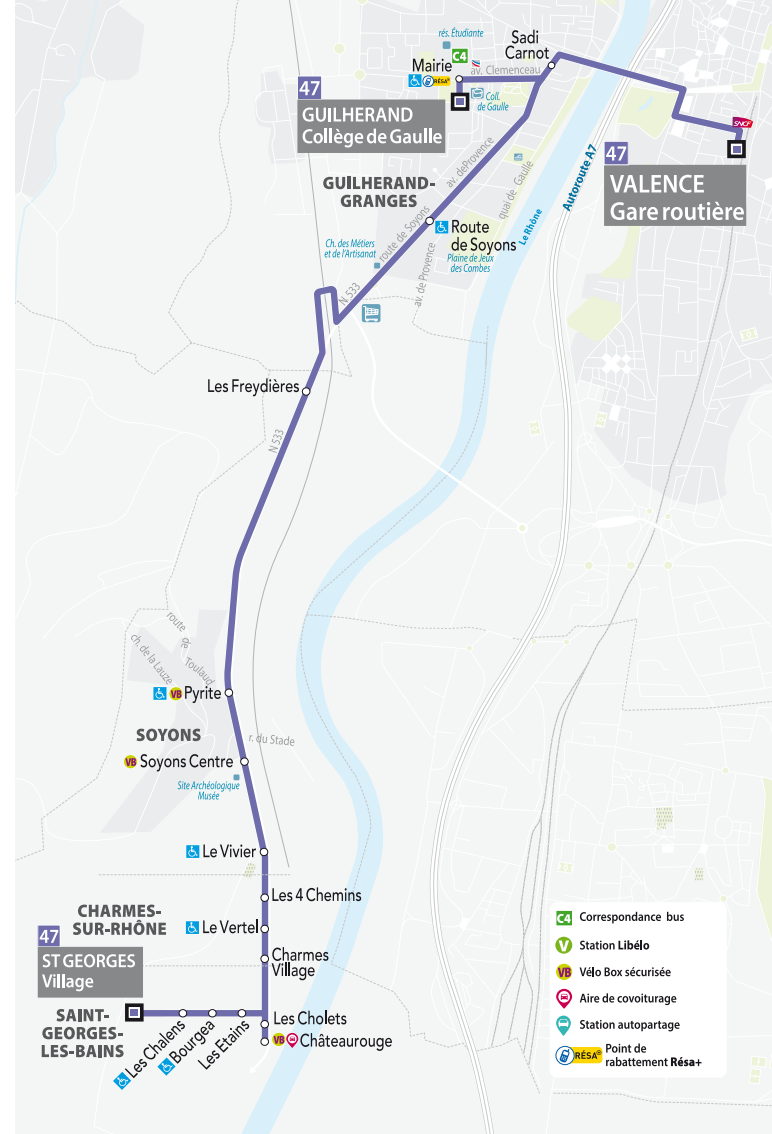 rés. Étudiante
Sadi
Carnot
C4
Mairie
av. Clemenceau
RÉSA+
Coll.
de Gaulle
47
GUILHERAND
Collège de Gaulle
SNCF
47
VALENCE
Gare routière
Autoroute A7
Le Rhône
av. deProvence
quai de Gaulle
GUILHERAND-
GRANGES
Route
de Soyons
route de Soyons
Ch. des Métiers
et de l'Artisanat
Plaine de Jeux
des Combes
av. de Provence
N 533
Les Freydières
N 533
route
de
Toulaud
ch. de la Lauze
VB Pyrite
SOYONS
r. du Stade
VB Soyons Centre
Site Archéologique
Musée
Le Vivier
Les 4 Chemins
CHARMES-
SUR-RHÔNE
Le Vertel
47
ST GEORGES
Village
Charmes
Village
SAINT-
GEORGES-
LES-BAINS
Les Chalens
Bourgea
Les Etains
Les Cholets
VB Châteaurouge
C4 Correspondance bus
V Station Libélo
VB Vélo Box sécurisée
Aire de covoiturage
Station autopartage
RÉSA+ Point de
rabattement Résa+